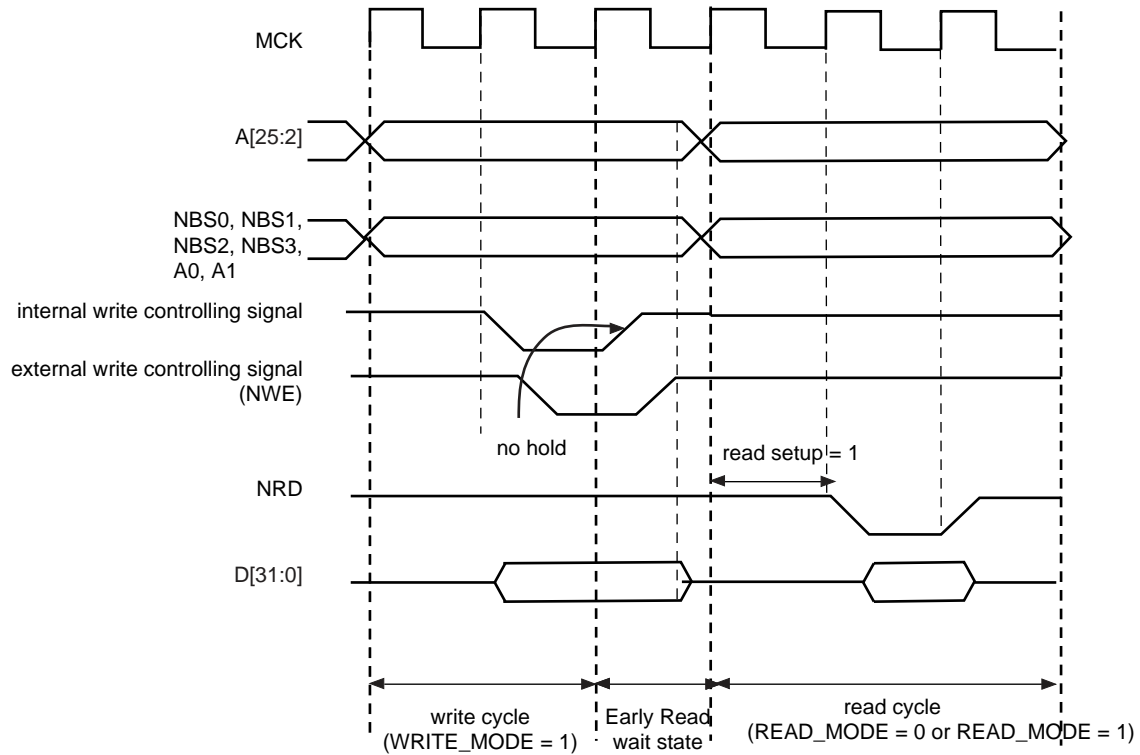 MCK
A[25:2]
NBS0, NBS1,
NBS2, NBS3,
A0, A1
internal write controlling signal
external write controlling signal
(NWE)
no hold
read setup = 1
NRD
D[31:0]
write cycle
(WRITE_MODE = 1)
Early Read
wait state
read cycle
(READ_MODE = 0 or READ_MODE = 1)